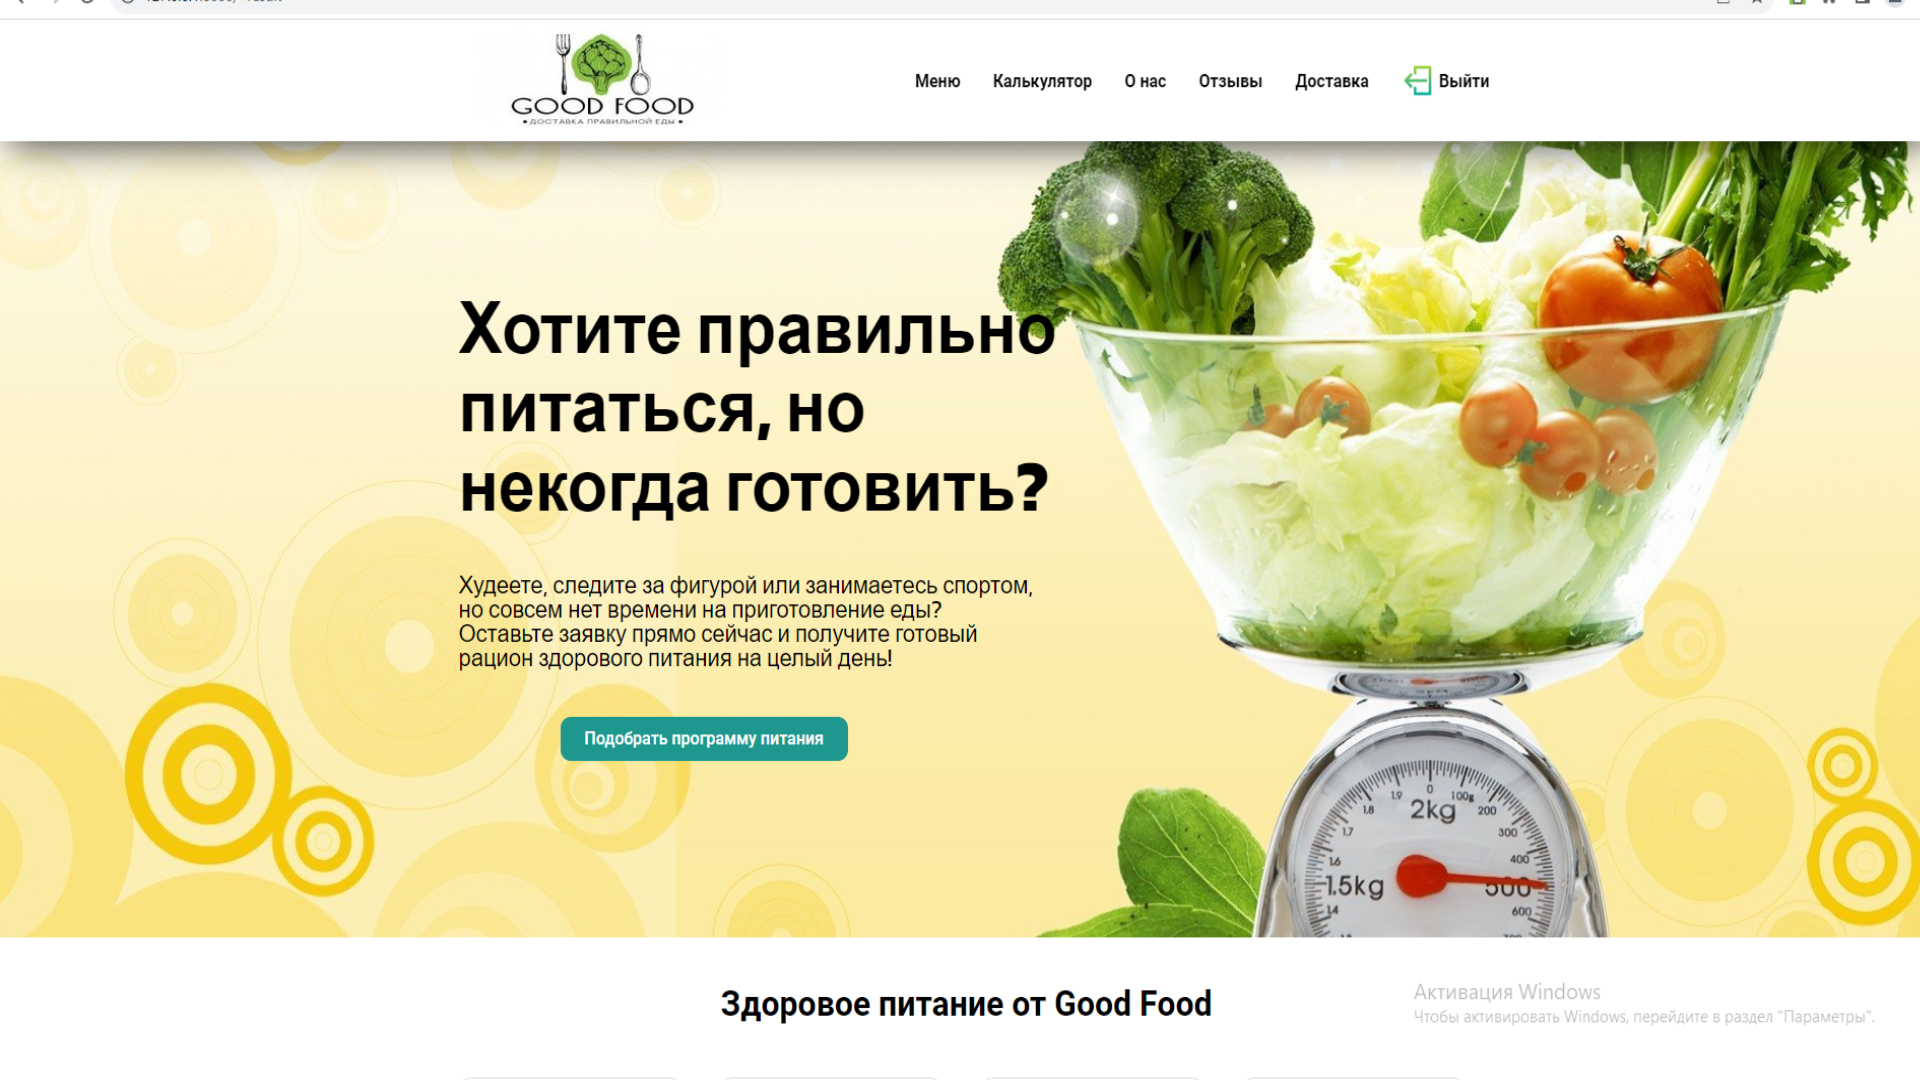 GOOD FOOD
• ДОСТАВКА ПРАВИЛЬНОЙ ЕДЫ •
Меню Калькулятор О нас Отзывы Доставка Выйти
Хотите правильно
питаться, но
некогда готовить?
Худеете, следите за фигурой или занимаетесь спортом,
но совсем нет времени на приготовление еды?
Оставьте заявку прямо сейчас и получите готовый
рацион здорового питания на целый день!
Подобрать программу питания
0
1.9 100g
1.8 2kg 200
1.7 300
1.6 400
1.5kg 500
1.4 600
Здоровое питание от Good Food
Активация Windows
Чтобы активировать Windows, перейдите в раздел "Параметры".